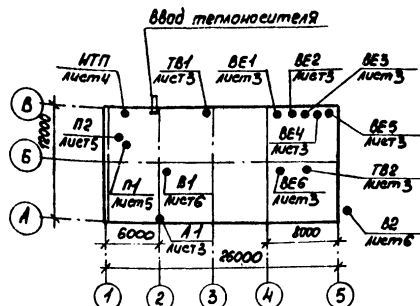 Ввод теплоносителя
ИТП
лист4
ТВ1
лист3
ВЕ1
лист3
ВЕ2
лист3
ВЕ3
лист3
В
12000
П2
лист5
ВЕ4
лист3
ВЕ5
лист3
Б
П1
лист5
В1
лист6
ВЕ6
лист3
ТВ2
лист3
А
6000
А1
лист3
8000
В2
лист6
26000
1 2 3 4 5